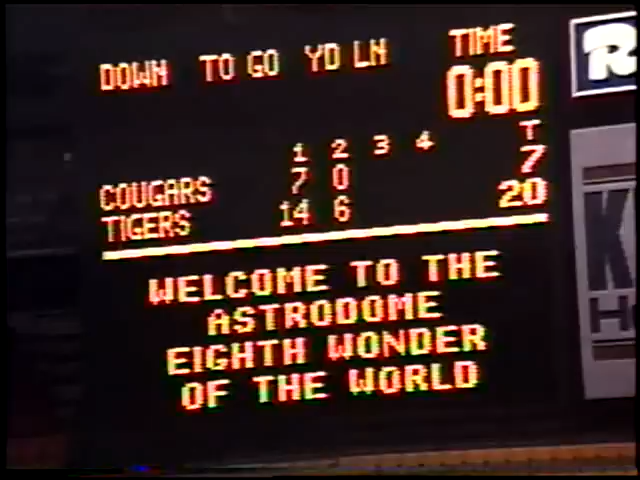 TIME
DOWN TO GO YD LN
0:00
1 2 3 4 T
COUGARS 7 0 7
TIGERS 14 6 20
WELCOME TO THE
ASTRODOME
EIGHTH WONDER
OF THE WORLD
R
K
H